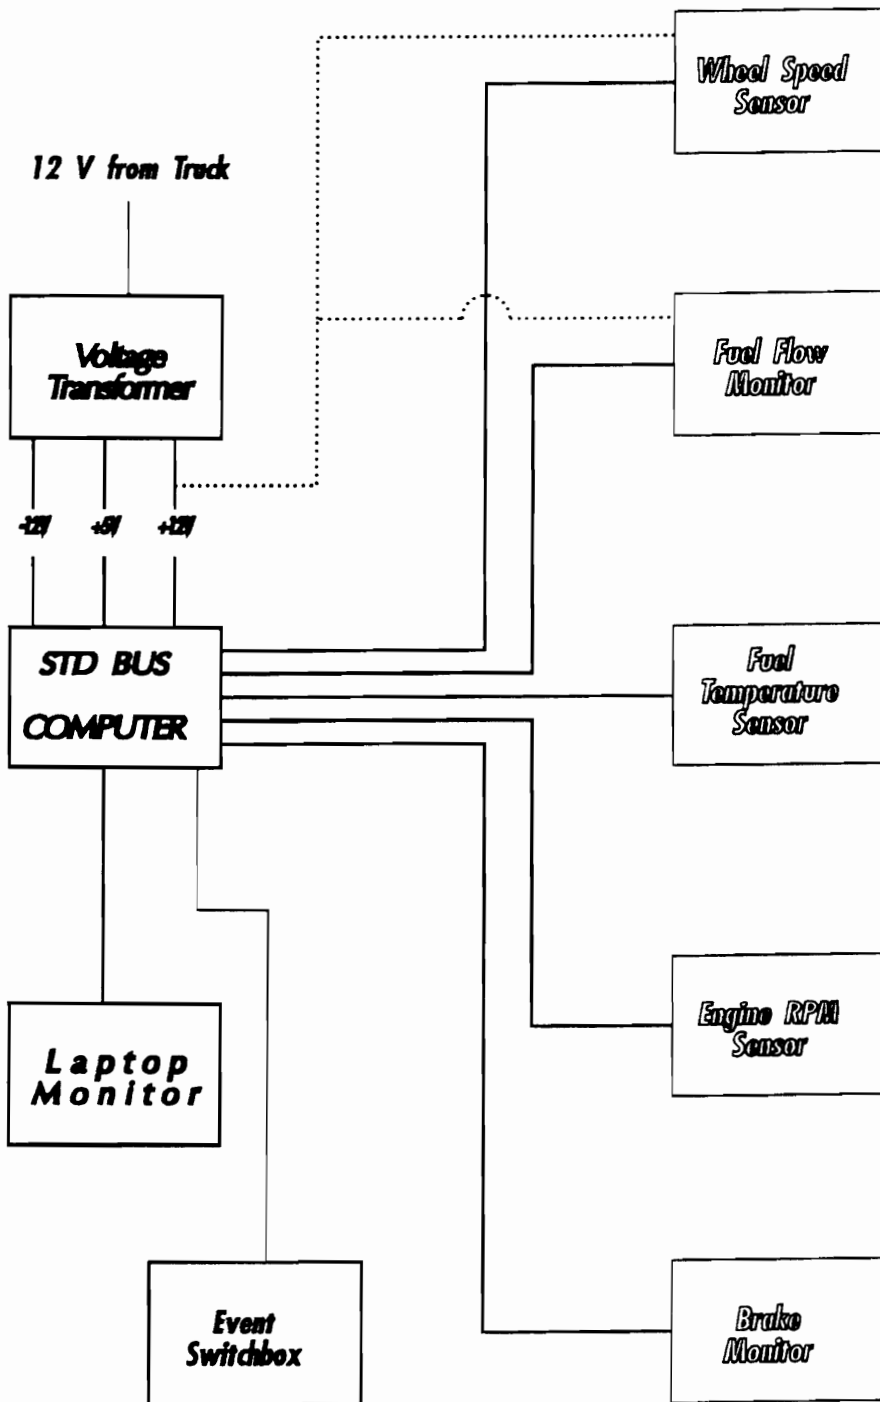 Wheel Speed
Sensor
12 V from Truck
Voltage
Transformer
Fuel Flow
Monitor
-12V +5V +12V
STD BUS
COMPUTER
Fuel
Temperature
Sensor
Laptop
Monitor
Engine RPM
Sensor
Event
Switchbox
Brake
Monitor